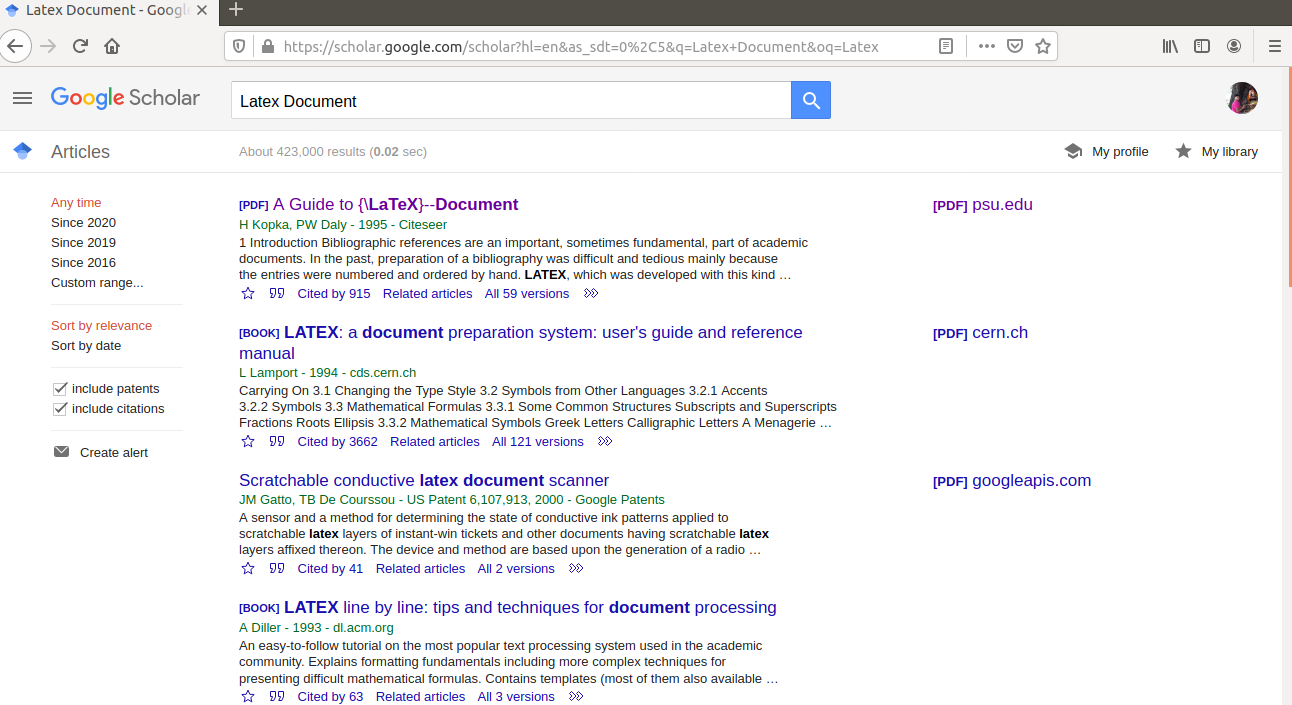 Latex Document - Googl
https://scholar.google.com/scholar?hl=en&as_sdt=0%2C5&q=Latex+Document&oq=Latex
Google Scholar
Latex Document
Articles
About 423,000 results (0.02 sec)
My profile
My library
Any time
Since 2020
Since 2019
Since 2016
Custom range...
Sort by relevance
Sort by date
include patents
include citations
Create alert
[PDF] A Guide to {\LaTeX}--Document
H Kopka, PW Daly - 1995 - Citeseer
1 Introduction Bibliographic references are an important, sometimes fundamental, part of academic
documents. In the past, preparation of a bibliography was difficult and tedious mainly because
the entries were numbered and ordered by hand. LATEX, which was developed with this kind …
Cited by 915 Related articles All 59 versions
[PDF] psu.edu
[BOOK] LATEX: a document preparation system: user's guide and reference
manual
L Lamport - 1994 - cds.cern.ch
Carrying On 3.1 Changing the Type Style 3.2 Symbols from Other Languages 3.2.1 Accents
3.2.2 Symbols 3.3 Mathematical Formulas 3.3.1 Some Common Structures Subscripts and Superscripts
Fractions Roots Ellipsis 3.3.2 Mathematical Symbols Greek Letters Calligraphic Letters A Menagerie …
Cited by 3662 Related articles All 121 versions
[PDF] cern.ch
Scratchable conductive latex document scanner
JM Gatto, TB De Courssou - US Patent 6,107,913, 2000 - Google Patents
A sensor and a method for determining the state of conductive ink patterns applied to
scratchable latex layers of instant-win tickets and other documents having scratchable latex
layers affixed thereon. The device and method are based upon the generation of a radio …
Cited by 41 Related articles All 2 versions
[PDF] googleapis.com
[BOOK] LATEX line by line: tips and techniques for document processing
A Diller - 1993 - dl.acm.org
An easy-to-follow tutorial on the most popular text processing system used in the academic
community. Explains formatting fundamentals including more complex techniques for
presenting difficult mathematical formulas. Contains templates (most of them also available …
Cited by 63 Related articles All 3 versions